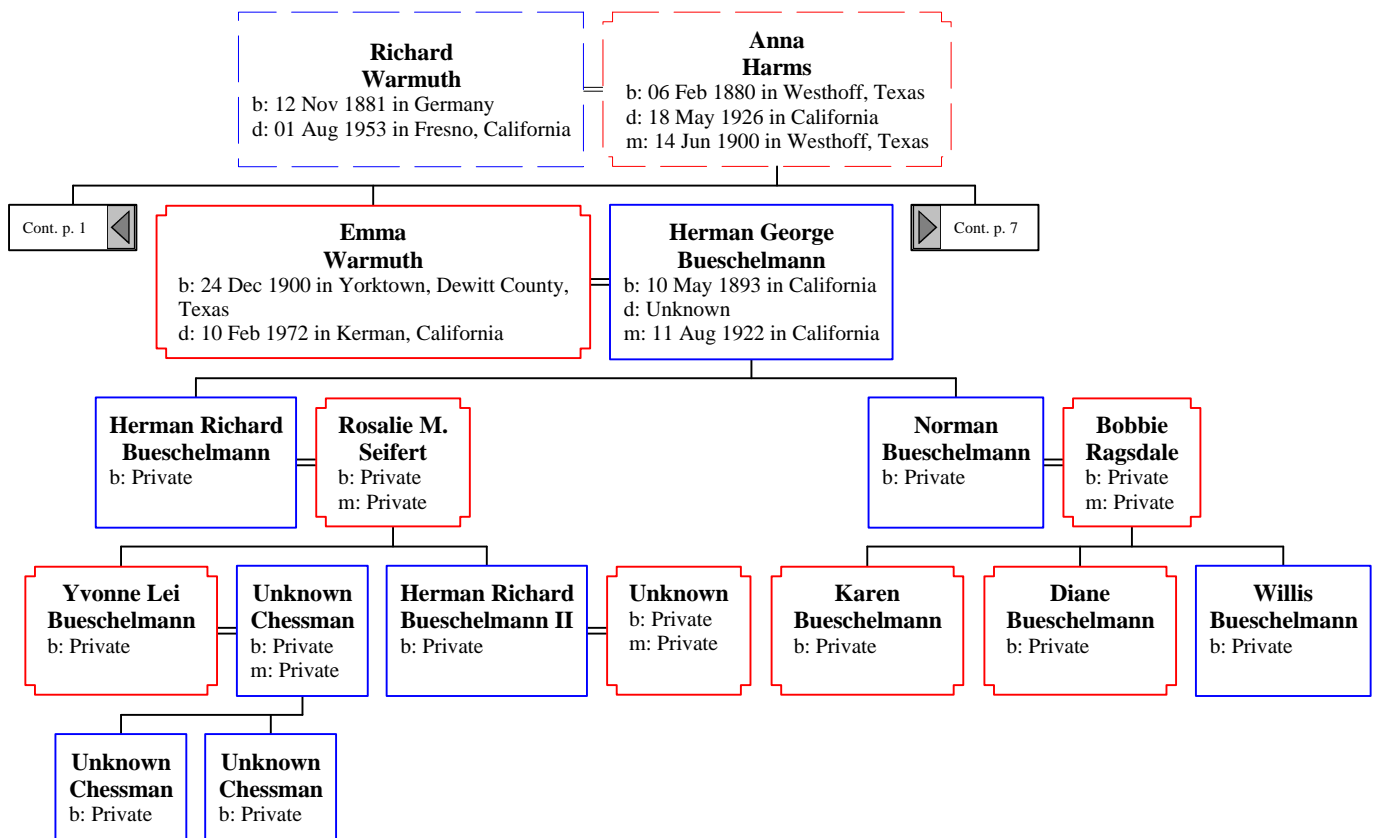 Richard
Warmuth
b: 12 Nov 1881 in Germany
d: 01 Aug 1953 in Fresno, California
Anna
Harms
b: 06 Feb 1880 in Westhoff, Texas
d: 18 May 1926 in California
m: 14 Jun 1900 in Westhoff, Texas
Cont. p. 1
Emma
Warmuth
b: 24 Dec 1900 in Yorktown, Dewitt County,
Texas
d: 10 Feb 1972 in Kerman, California
Herman George
Bueschelmann
b: 10 May 1893 in California
d: Unknown
m: 11 Aug 1922 in California
Cont. p. 7
Herman Richard
Bueschelmann
b: Private
Rosalie M.
Seifert
b: Private
m: Private
Norman
Bueschelmann
b: Private
Bobbie
Ragsdale
b: Private
m: Private
Yvonne Lei
Bueschelmann
b: Private
Unknown
Chessman
b: Private
m: Private
Herman Richard
Bueschelmann II
b: Private
Unknown
b: Private
m: Private
Karen
Bueschelmann
b: Private
Diane
Bueschelmann
b: Private
Willis
Bueschelmann
b: Private
Unknown
Chessman
b: Private
Unknown
Chessman
b: Private